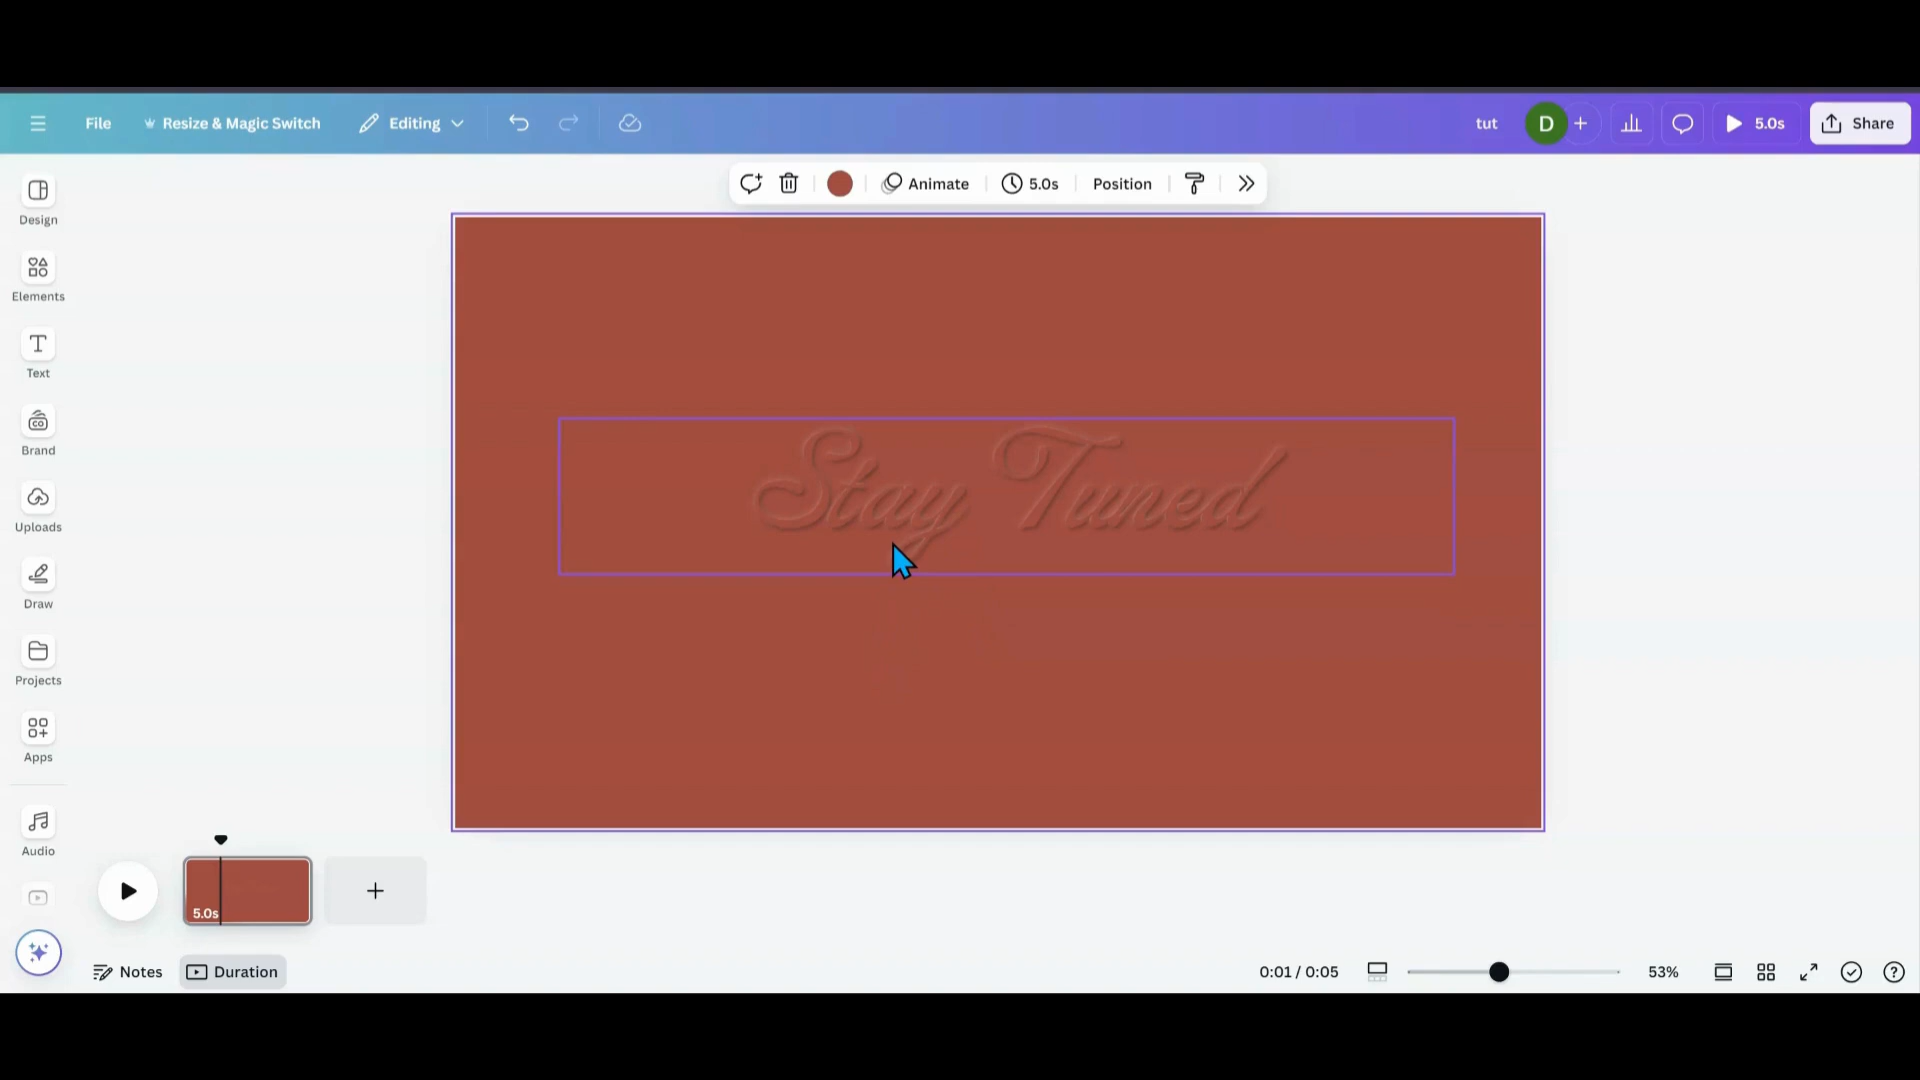 File
Resize & Magic Switch
Editing
tut
D
5.0s
Share
Animate
5.0s
Position
Design
Elements
Text
CO
Brand
Uploads
Draw
Projects
Apps
Audio
Stay Tuned
5.0s
Notes
Duration
0:01 / 0:05
53%